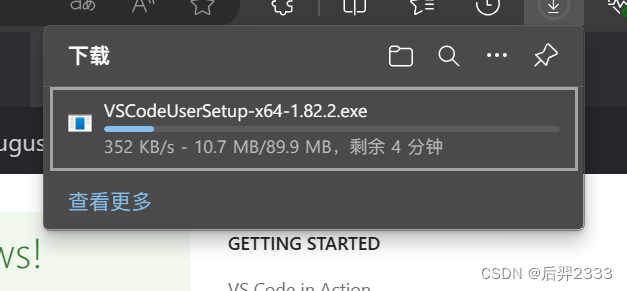 下载
VSCodeUserSetup-x64-1.82.2.exe
352 KB/s - 10.7 MB/89.9 MB，剩余 4 分钟
查看更多
GETTING STARTED
VS Code in Action
CSDN @后羿2333